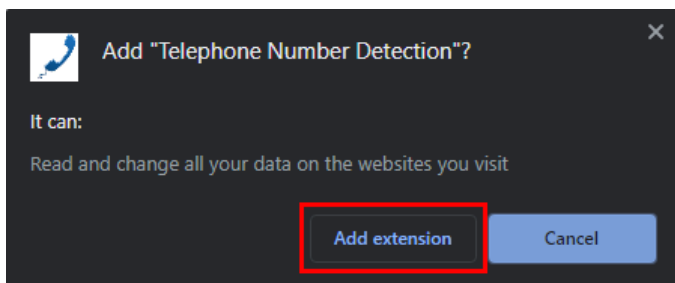 Add "Telephone Number Detection"?
It can:
Read and change all your data on the websites you visit
Add extension
Cancel